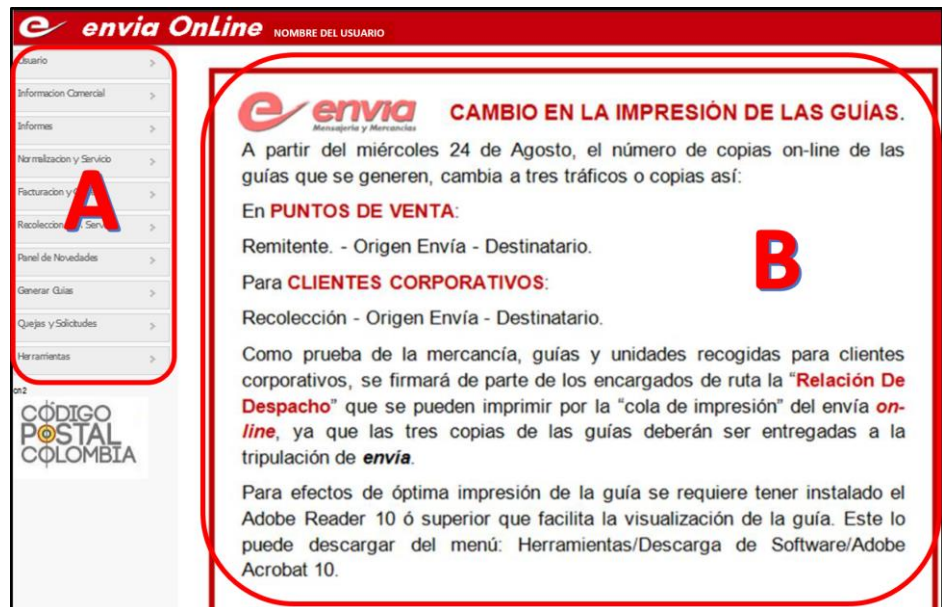 envia OnLine NOMBRE DEL USUARIO
Usuario
Informacion Comercial
Informes
Normalizacion y Servicio
Facturacion y
Recoleccion Serv
Panel de Novedades
Generar Guias
Quejas y Solicitudes
Herramientas
on2
CÓDIGO
POSTAL
COLOMBIA
A
envia
Mensajería y Mercancías
CAMBIO EN LA IMPRESIÓN DE LAS GUÍAS.
A partir del miércoles 24 de Agosto, el número de copias on-line de las
guías que se generen, cambia a tres tráficos o copias así:
En PUNTOS DE VENTA:
Remitente. - Origen Envía - Destinatario.
Para CLIENTES CORPORATIVOS:
Recolección - Origen Envía - Destinatario.
Como prueba de la mercancía, guías y unidades recogidas para clientes
corporativos, se firmará de parte de los encargados de ruta la “Relación De
Despacho” que se pueden imprimir por la “cola de impresión” del envía on-
line, ya que las tres copias de las guías deberán ser entregadas a la
tripulación de envía.
Para efectos de óptima impresión de la guía se requiere tener instalado el
Adobe Reader 10 ó superior que facilita la visualización de la guía. Este lo
puede descargar del menú: Herramientas/Descarga de Software/Adobe
Acrobat 10.
B